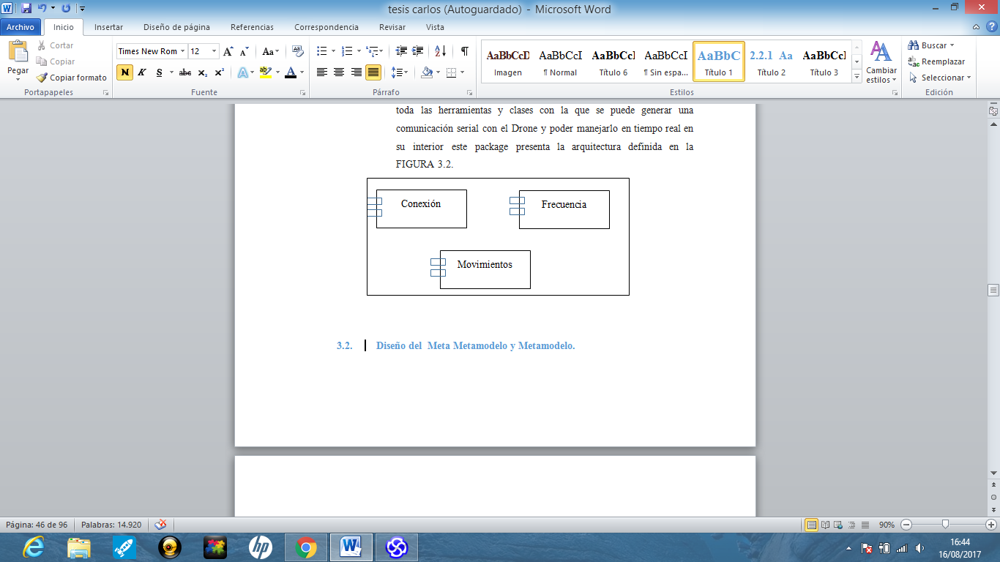 tesis carlos (Autoguardado) - Microsoft Word
Archivo Inicio Insertar Diseño de página Referencias Correspondencia Revisar Vista
Pegar
Cortar
Copiar
Copiar formato
Portapapeles
Times New Rom 12
N K S abc x₂ x²
Fuente
Párrafo
AaBbCcD AaBbCcI AaBbCcl AaBbCcI AaBbC 2.2.1 Aa AaBbCcl
Imagen ¶ Normal Título 6 ¶ Sin espa... Título 1 Título 2 Título 3
Estilos
Cambiar
estilos
Buscar
Reemplazar
Seleccionar
Edición
toda las herramientas y clases con la que se puede generar una
comunicación serial con el Drone y poder manejarlo en tiempo real en
su interior este package presenta la arquitectura definida en la
FIGURA 3.2.
Conexión
Frecuencia
Movimientos
3.2. Diseño del Meta Metamodelo y Metamodelo.
Página: 46 de 96 Palabras: 14.920
90%
16:44
16/08/2017